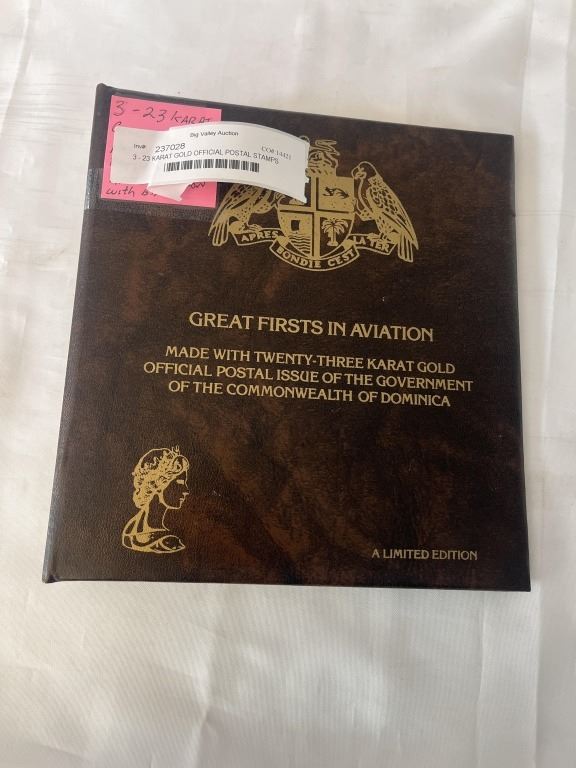 3 - 23 KARAT
Big Valley Auction
Inv# 237028 CO#:14421
3 - 23 KARAT GOLD OFFICIAL POSTAL STAMPS
with
APRES BONDIE CEST LA TER
GREAT FIRSTS IN AVIATION
MADE WITH TWENTY-THREE KARAT GOLD
OFFICIAL POSTAL ISSUE OF THE GOVERNMENT
OF THE COMMONWEALTH OF DOMINICA
A LIMITED EDITION